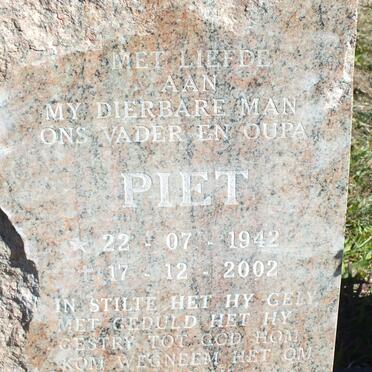 MET LIEFDE
AAN
MY DIERBARE MAN
ONS VADER EN OUPA
PIET
* 22 - 07 - 1942
† 17 - 12 - 2002
IN STILTE HET HY GELY
MET GEDULD HET HY
GESTRY TOT GOD HOM
KOM WEGNEEM HET OM